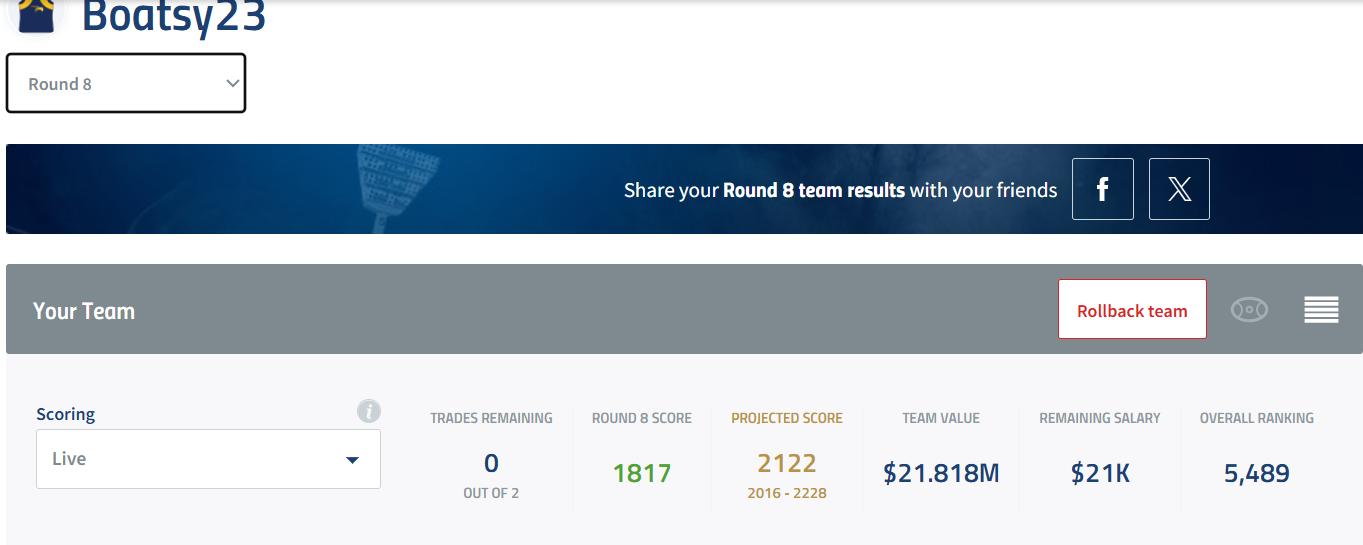 Boatsy23
Round 8
Share your Round 8 team results with your friends
Your Team
Rollback team
Scoring
Live
TRADES REMAINING
0
OUT OF 2
ROUND 8 SCORE
1817
PROJECTED SCORE
2122
2016 - 2228
TEAM VALUE
$21.818M
REMAINING SALARY
$21K
OVERALL RANKING
5,489